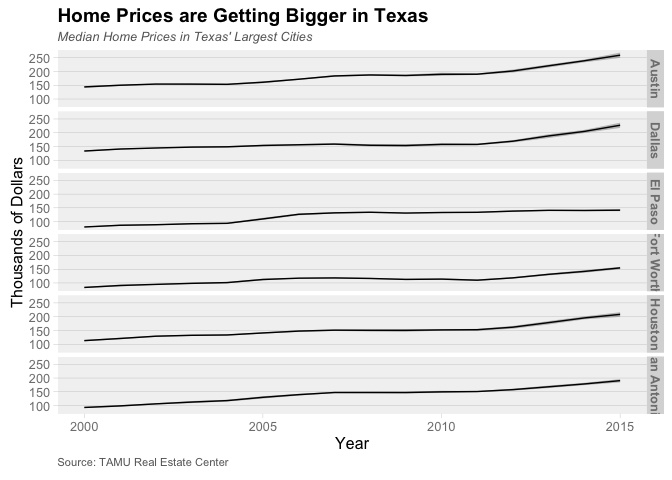 Home Prices are Getting Bigger in Texas
Median Home Prices in Texas' Largest Cities
Thousands of Dollars
250
200
150
100
Austin
250
200
150
100
Dallas
250
200
150
100
El Paso
250
200
150
100
Fort Worth
250
200
150
100
Houston
250
200
150
100
an Antoni
2000 2005 2010 2015
Year
Source: TAMU Real Estate Center